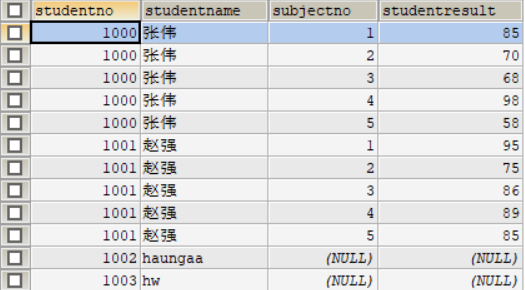 studentno studentname subjectno studentresult
1000 张伟 1 85
1000 张伟 2 70
1000 张伟 3 68
1000 张伟 4 98
1000 张伟 5 58
1001 赵强 1 95
1001 赵强 2 75
1001 赵强 3 86
1001 赵强 4 89
1001 赵强 5 85
1002 haungaa (NULL) (NULL)
1003 hw (NULL) (NULL)